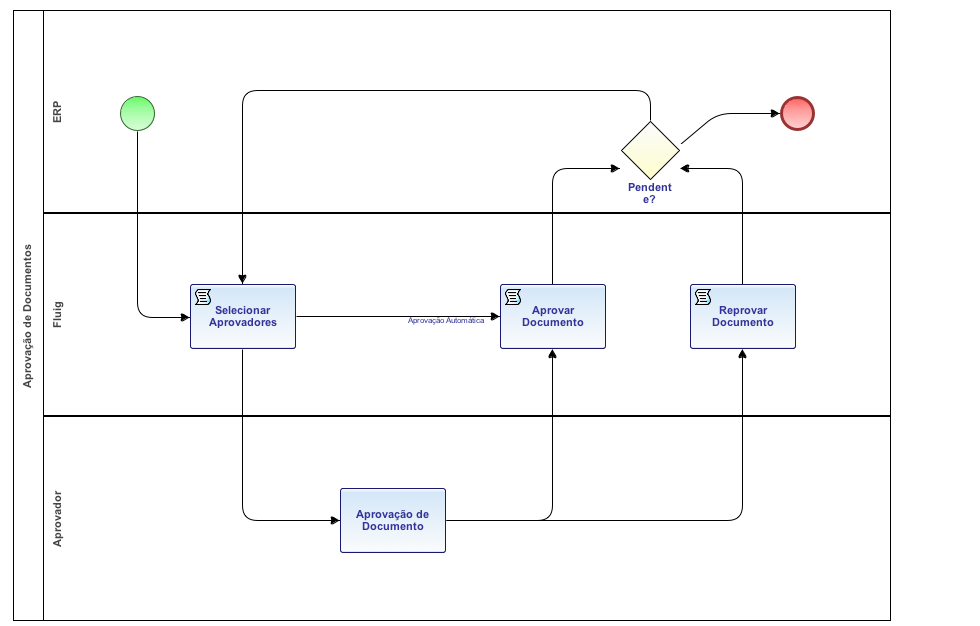 Aprovação de Documentos
ERP
Pendent
e?
Fluig
Selecionar
Aprovadores
Aprovação Automática
Aprovar
Documento
Reprovar
Documento
Aprovador
Aprovação de
Documento